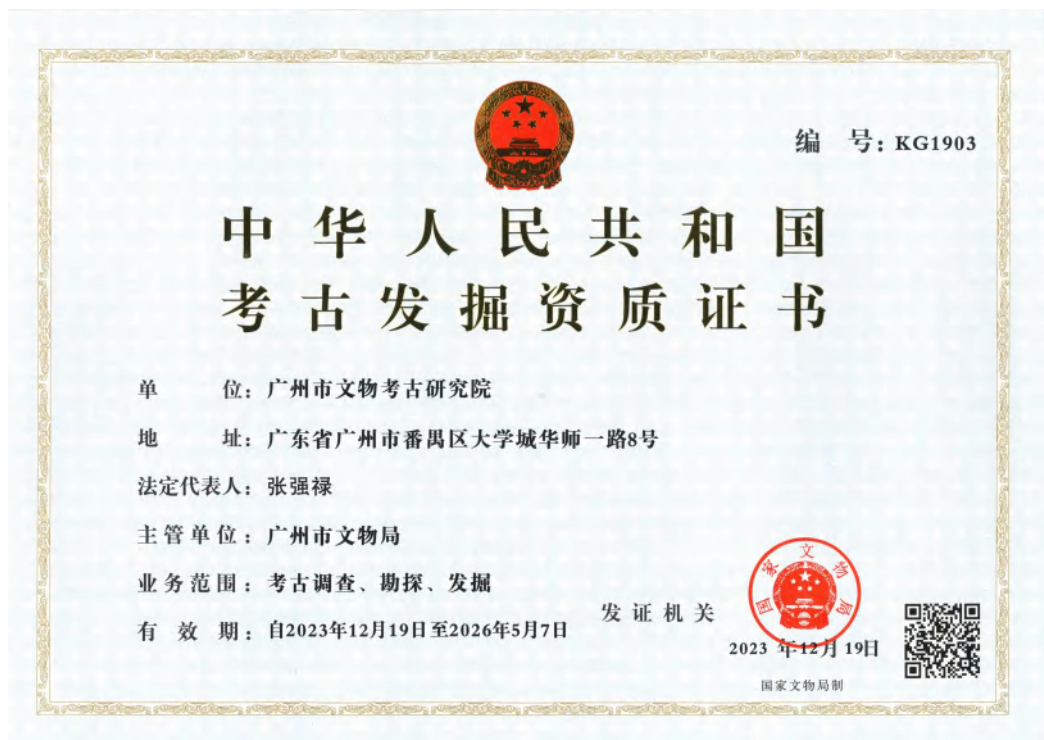 编 号: KG1903
中华人民共和国
考古发掘资质证书
单 位: 广州市文物考古研究院
地 址: 广东省广州市番禺区大学城华师一路8号
法定代表人: 张强禄
主管单位: 广州市文物局
业务范围: 考古调查、勘探、发掘
有 效 期: 自2023年12月19日至2026年5月7日
发证机关
国家文物局
2023 年12月 19日
国家文物局制